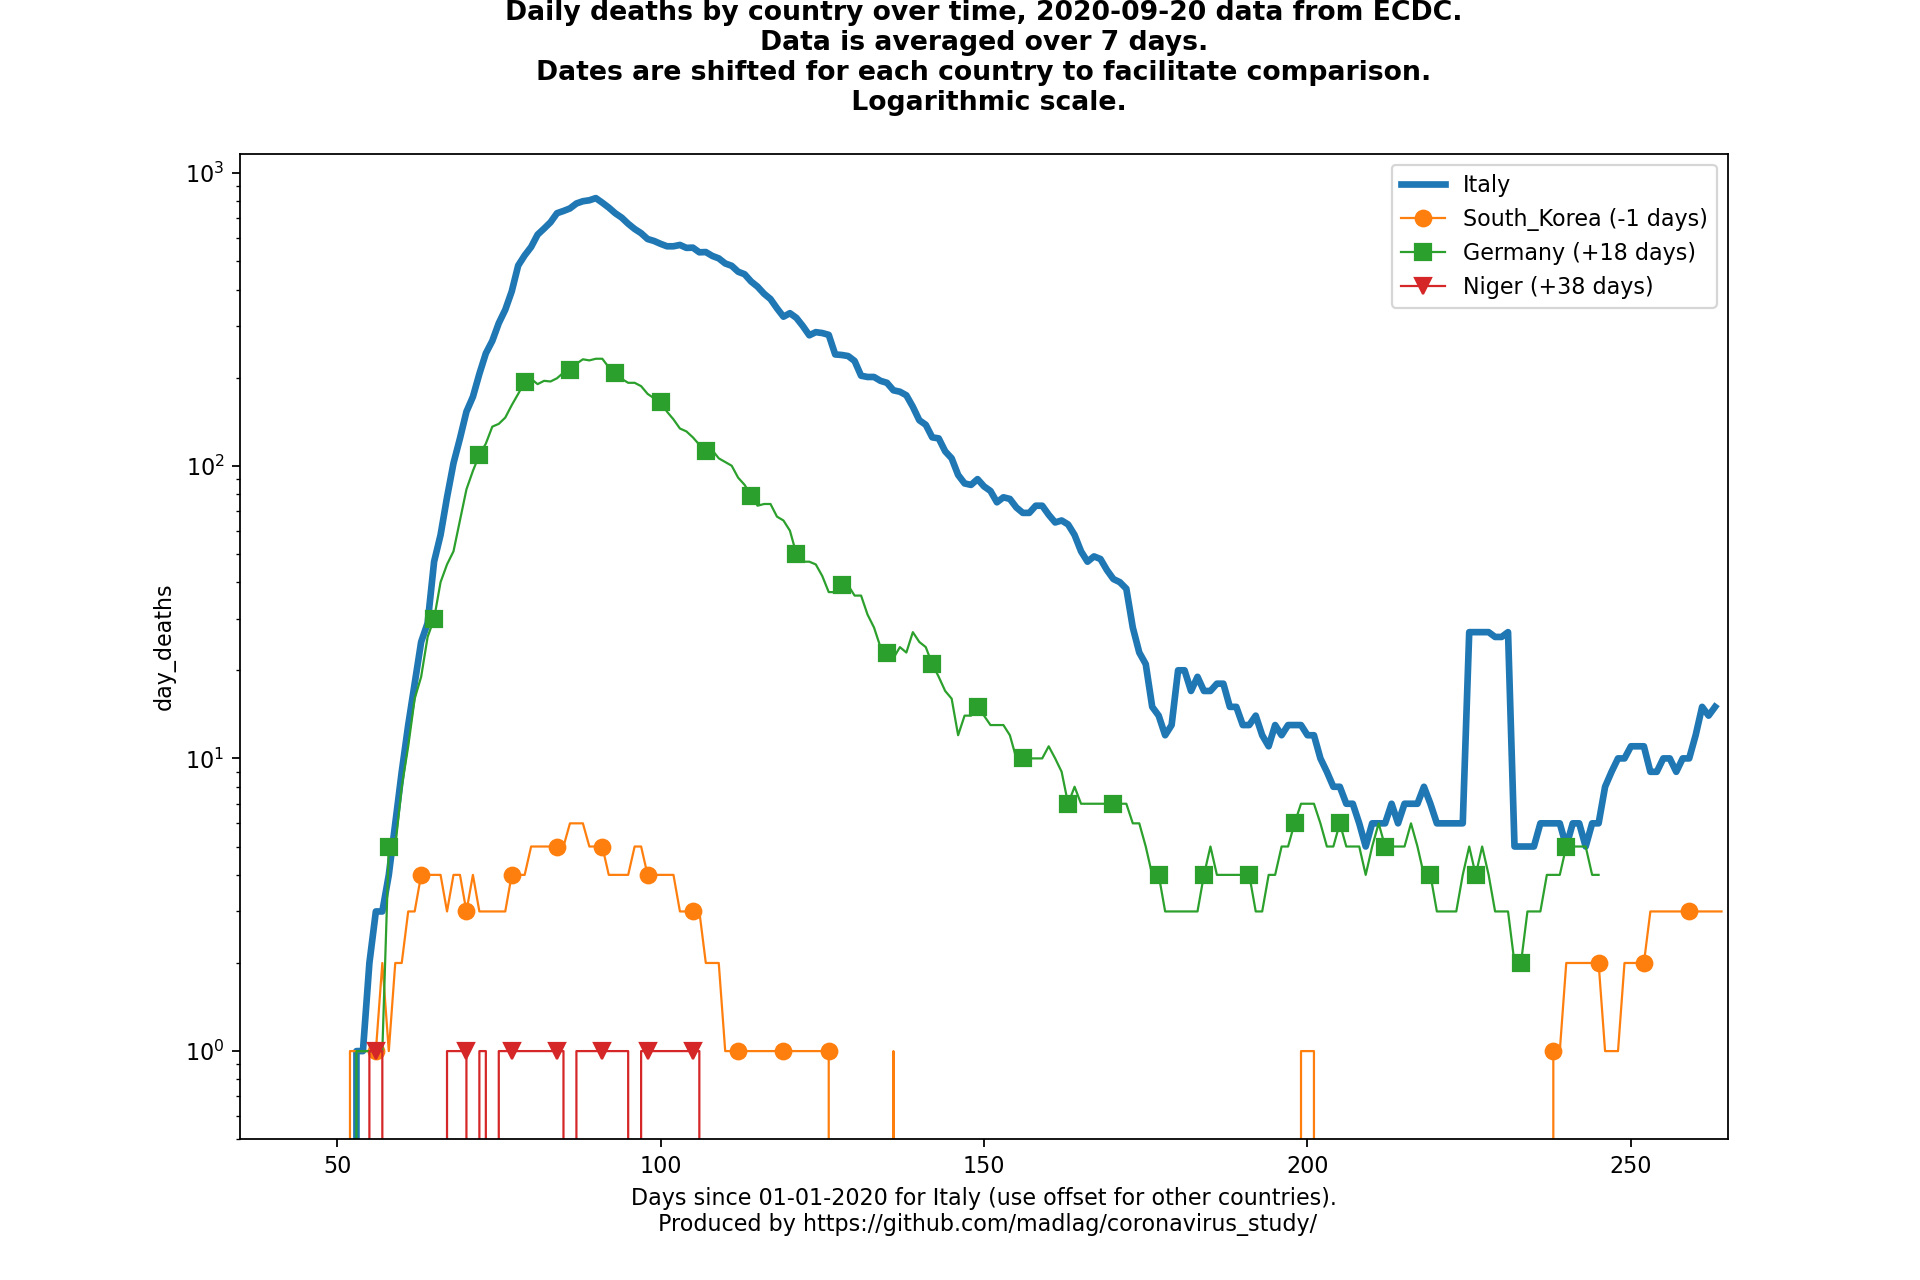 Daily deaths by country over time, 2020-09-20 data from ECDC.
Data is averaged over 7 days.
Dates are shifted for each country to facilitate comparison.
Logarithmic scale.
10³
10²
10¹
10⁰
day_deaths
Italy
South_Korea (-1 days)
Germany (+18 days)
Niger (+38 days)
50
100
150
200
250
Days since 01-01-2020 for Italy (use offset for other countries).
Produced by https://github.com/madlag/coronavirus_study/